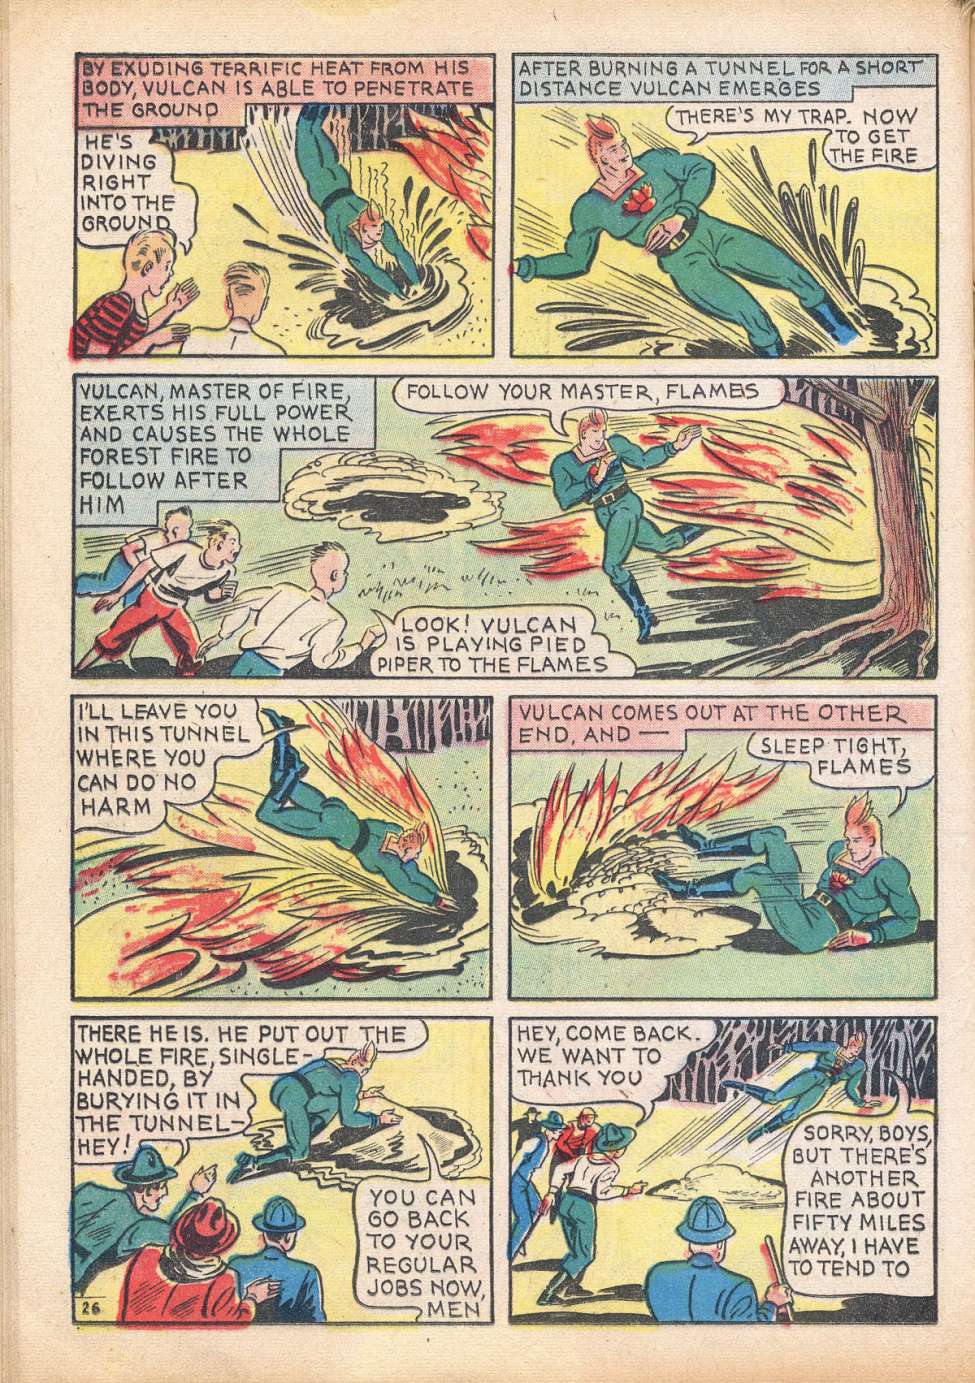 BY EXUDING TERRIFIC HEAT FROM HIS
BODY, VULCAN IS ABLE TO PENETRATE
THE GROUND
HE'S
DIVING
RIGHT
INTO THE
GROUND
AFTER BURNING A TUNNEL FOR A SHORT
DISTANCE VULCAN EMERGES
THERE'S MY TRAP. NOW
TO GET
THE FIRE
VULCAN, MASTER OF FIRE,
EXERTS HIS FULL POWER
AND CAUSES THE WHOLE
FOREST FIRE TO
FOLLOW AFTER
HIM
FOLLOW YOUR MASTER, FLAMES
LOOK! VULCAN
IS PLAYING PIED
PIPER TO THE FLAMES
I'LL LEAVE YOU
IN THIS TUNNEL
WHERE YOU
CAN DO NO
HARM
VULCAN COMES OUT AT THE OTHER
END, AND —
SLEEP TIGHT,
FLAMES
THERE HE IS. HE PUT OUT THE
WHOLE FIRE, SINGLE-
HANDED, BY
BURYING IT IN
THE TUNNEL—
HEY!
YOU CAN
GO BACK
TO YOUR
REGULAR
JOBS NOW,
MEN
26
HEY, COME BACK.
WE WANT TO
THANK YOU
SORRY, BOYS,
BUT THERE'S
ANOTHER
FIRE ABOUT
FIFTY MILES
AWAY, I HAVE
TO TEND TO